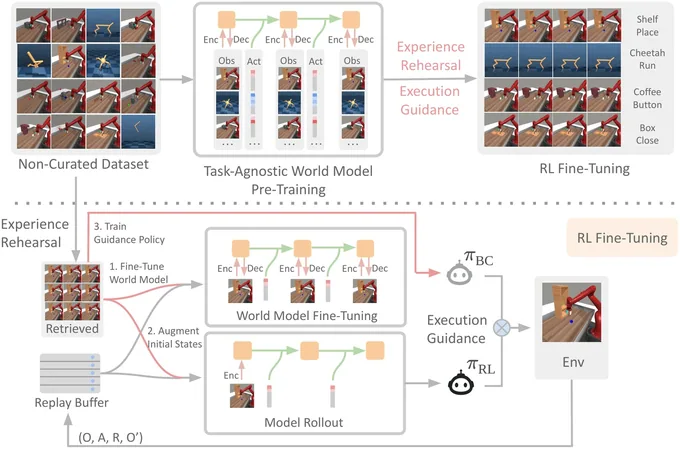 Enc
Dec
Enc
Dec
Enc
Dec
Obs
Act
Obs
Act
Obs
...
...
...
...
...
Non-Curated Dataset
Task-Agnostic World Model
Pre-Training
Experience
Rehearsal
Execution
Guidance
Shelf
Place
Cheetah
Run
Coffee
Button
Box
Close
RL Fine-Tuning
Experience
Rehearsal
3. Train
Guidance Policy
1. Fine-Tune
World Model
Retrieved
2. Augment
Initial States
Replay Buffer
(O, A, R, O’)
Enc
Dec
Enc
Dec
Enc
Dec
World Model Fine-Tuning
Enc
Model Rollout
πBC
Execution
Guidance
πRL
RL Fine-Tuning
Env